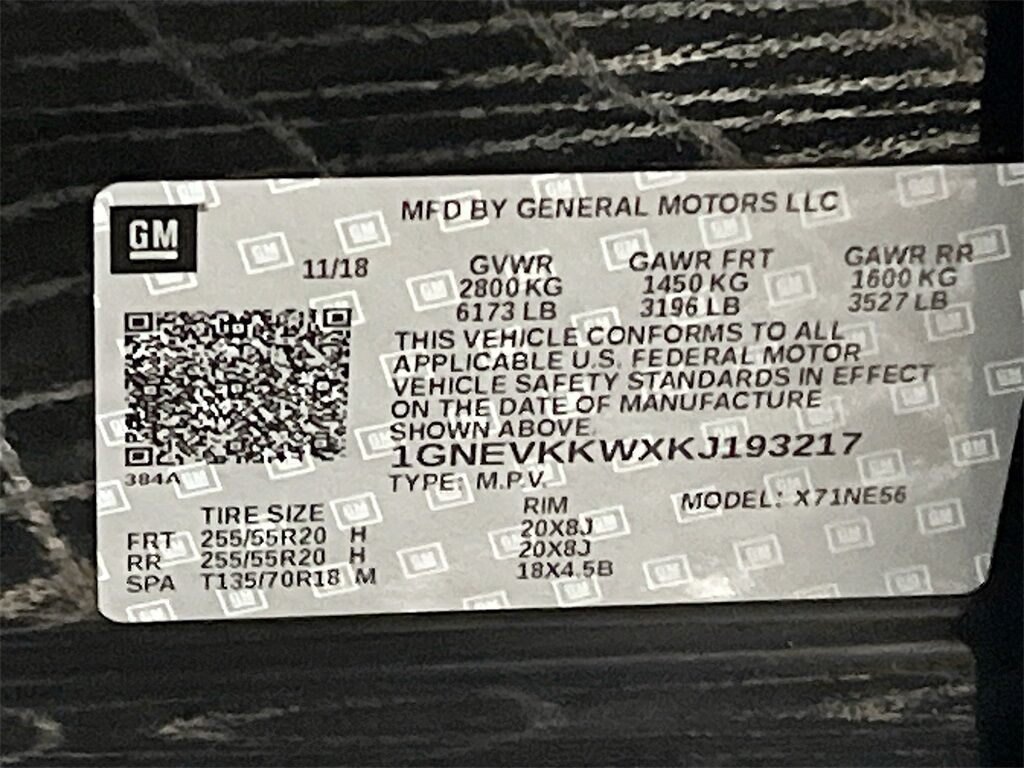 GM
MFD BY GENERAL MOTORS LLC
11/18
GVWR GAWR FRT GAWR RR
2800 KG 1450 KG 1600 KG
6173 LB 3196 LB 3527 LB
THIS VEHICLE CONFORMS TO ALL
APPLICABLE U.S. FEDERAL MOTOR
VEHICLE SAFETY STANDARDS IN EFFECT
ON THE DATE OF MANUFACTURE
SHOWN ABOVE.
1GNEVKKWXKJ193217
384A
TYPE: M.P.V. MODEL: X71NE56
TIRE SIZE RIM
FRT 255/55R20 H 20X8J
RR 255/55R20 H 20X8J
SPA T135/70R18 M 18X4.5B